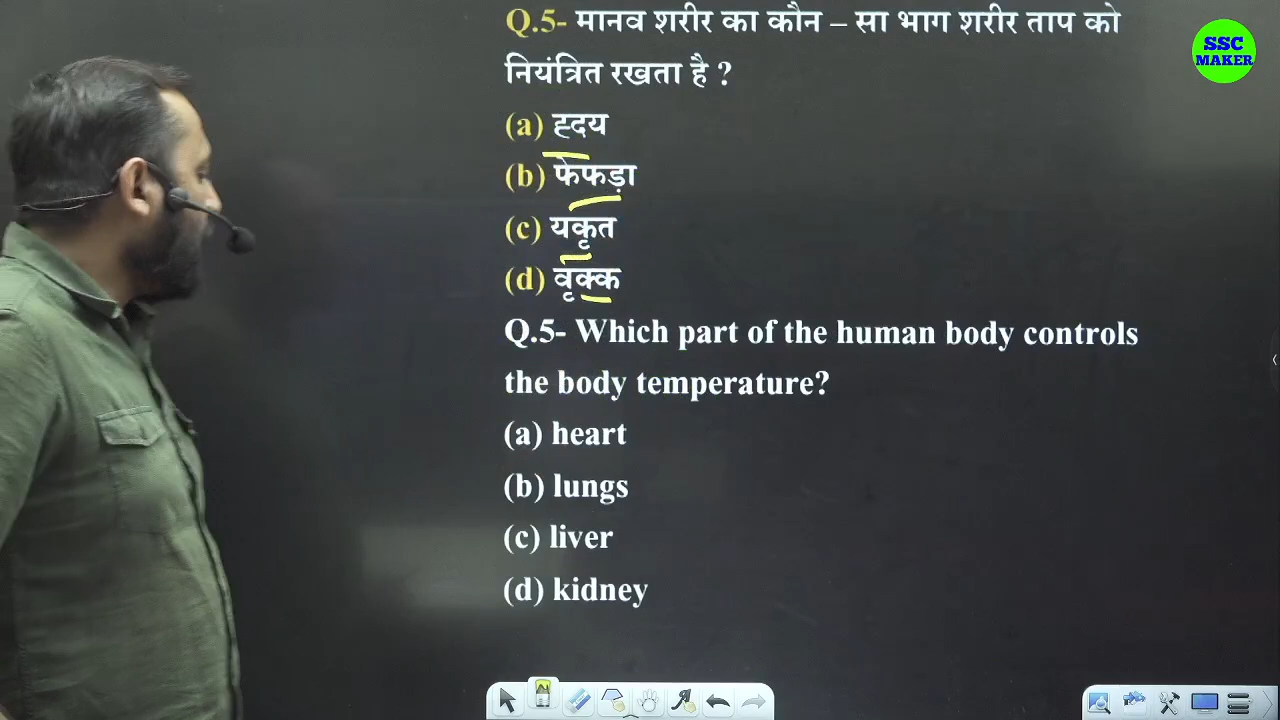 Q.5- मानव शरीर का कौन – सा भाग शरीर ताप को
नियंत्रित रखता है ?
(a) ह्दय
(b) फेफड़ा
(c) यकृत
(d) वृक्क
Q.5- Which part of the human body controls
the body temperature?
(a) heart
(b) lungs
(c) liver
(d) kidney
SSC
MAKER